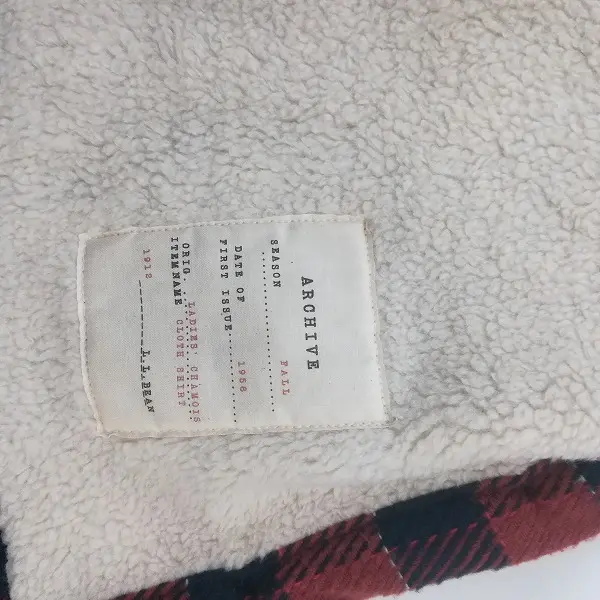 ARCHIVE
SEASON FALL
DATE OF
FIRST ISSUE 1956
ORIG. LADIES' CHAMOIS
ITEM NAME CLOTH SHIRT
1912 L.L.BEAN